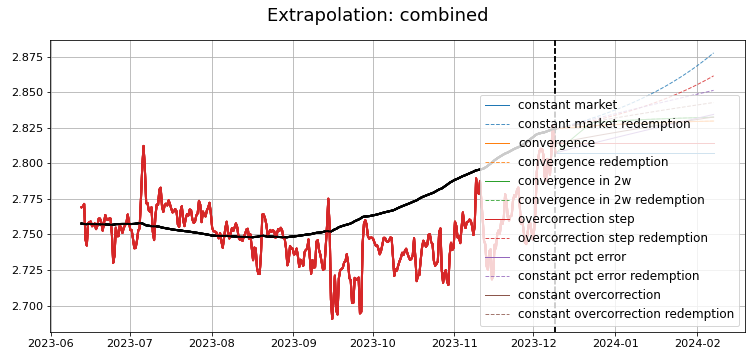 Extrapolation: combined
2.875
2.850
2.825
2.800
2.775
2.750
2.725
2.700
constant market
constant market redemption
convergence
convergence redemption
convergence in 2w
convergence in 2w redemption
overcorrection step
overcorrection step redemption
constant pct error
constant pct error redemption
constant overcorrection
constant overcorrection redemption
2023-06 2023-07 2023-08 2023-09 2023-10 2023-11 2023-12 2024-01 2024-02